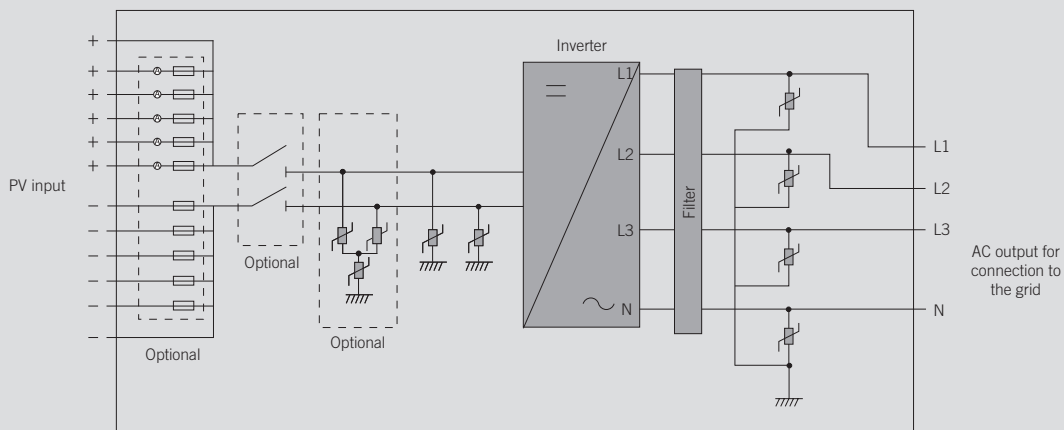 Inverter
+
+
+
+
+
+
PV input
−
−
−
−
−
−
A
A
A
A
A
Optional
Optional
Optional
L1
L2
L3
N
Filter
L1
L2
L3
N
AC output for
connection to
the grid